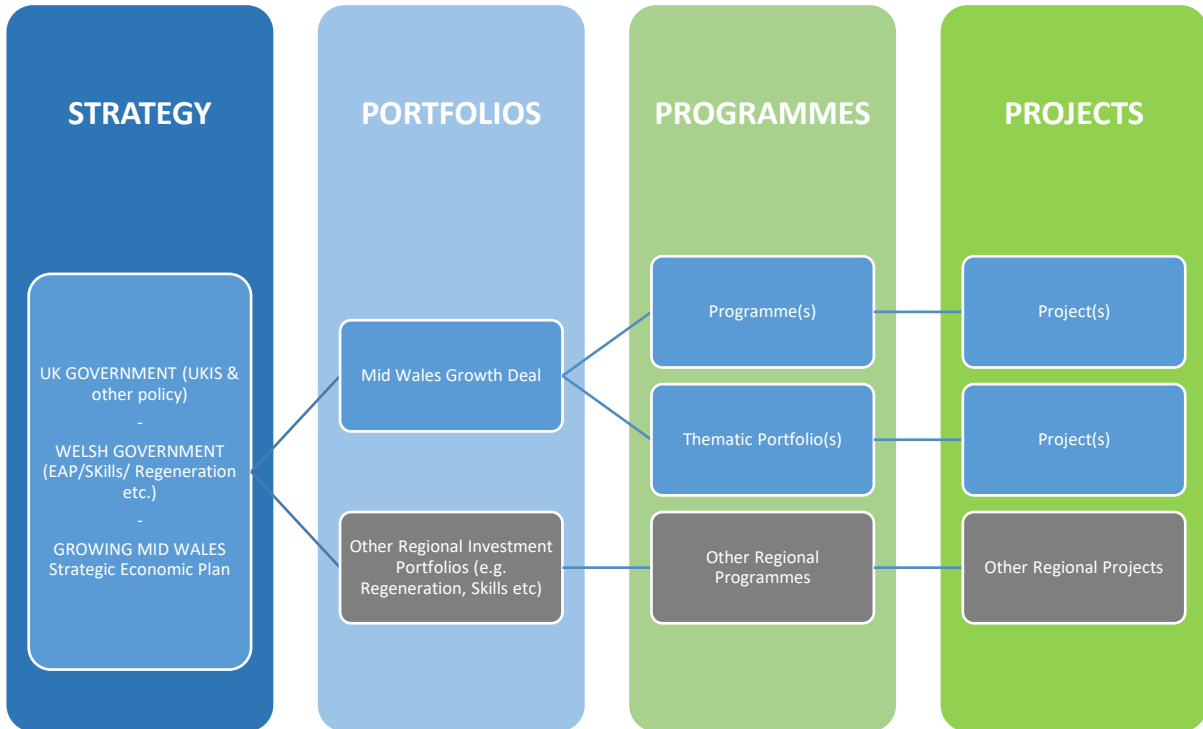 STRATEGY
PORTFOLIOS
PROGRAMMES
PROJECTS
UK GOVERNMENT (UKIS &
other policy)
-
WELSH GOVERNMENT
(EAP/SKills/ Regeneration
etc.)
-
GROWING MID WALES
Strategic Economic Plan
Mid Wales Growth Deal
Other Regional Investment
Portfolios (e.g.
Regeneration, Skills etc)
Programme(s)
Thematic Portfolio(s)
Other Regional
Programmes
Project(s)
Project(s)
Other Regional Projects